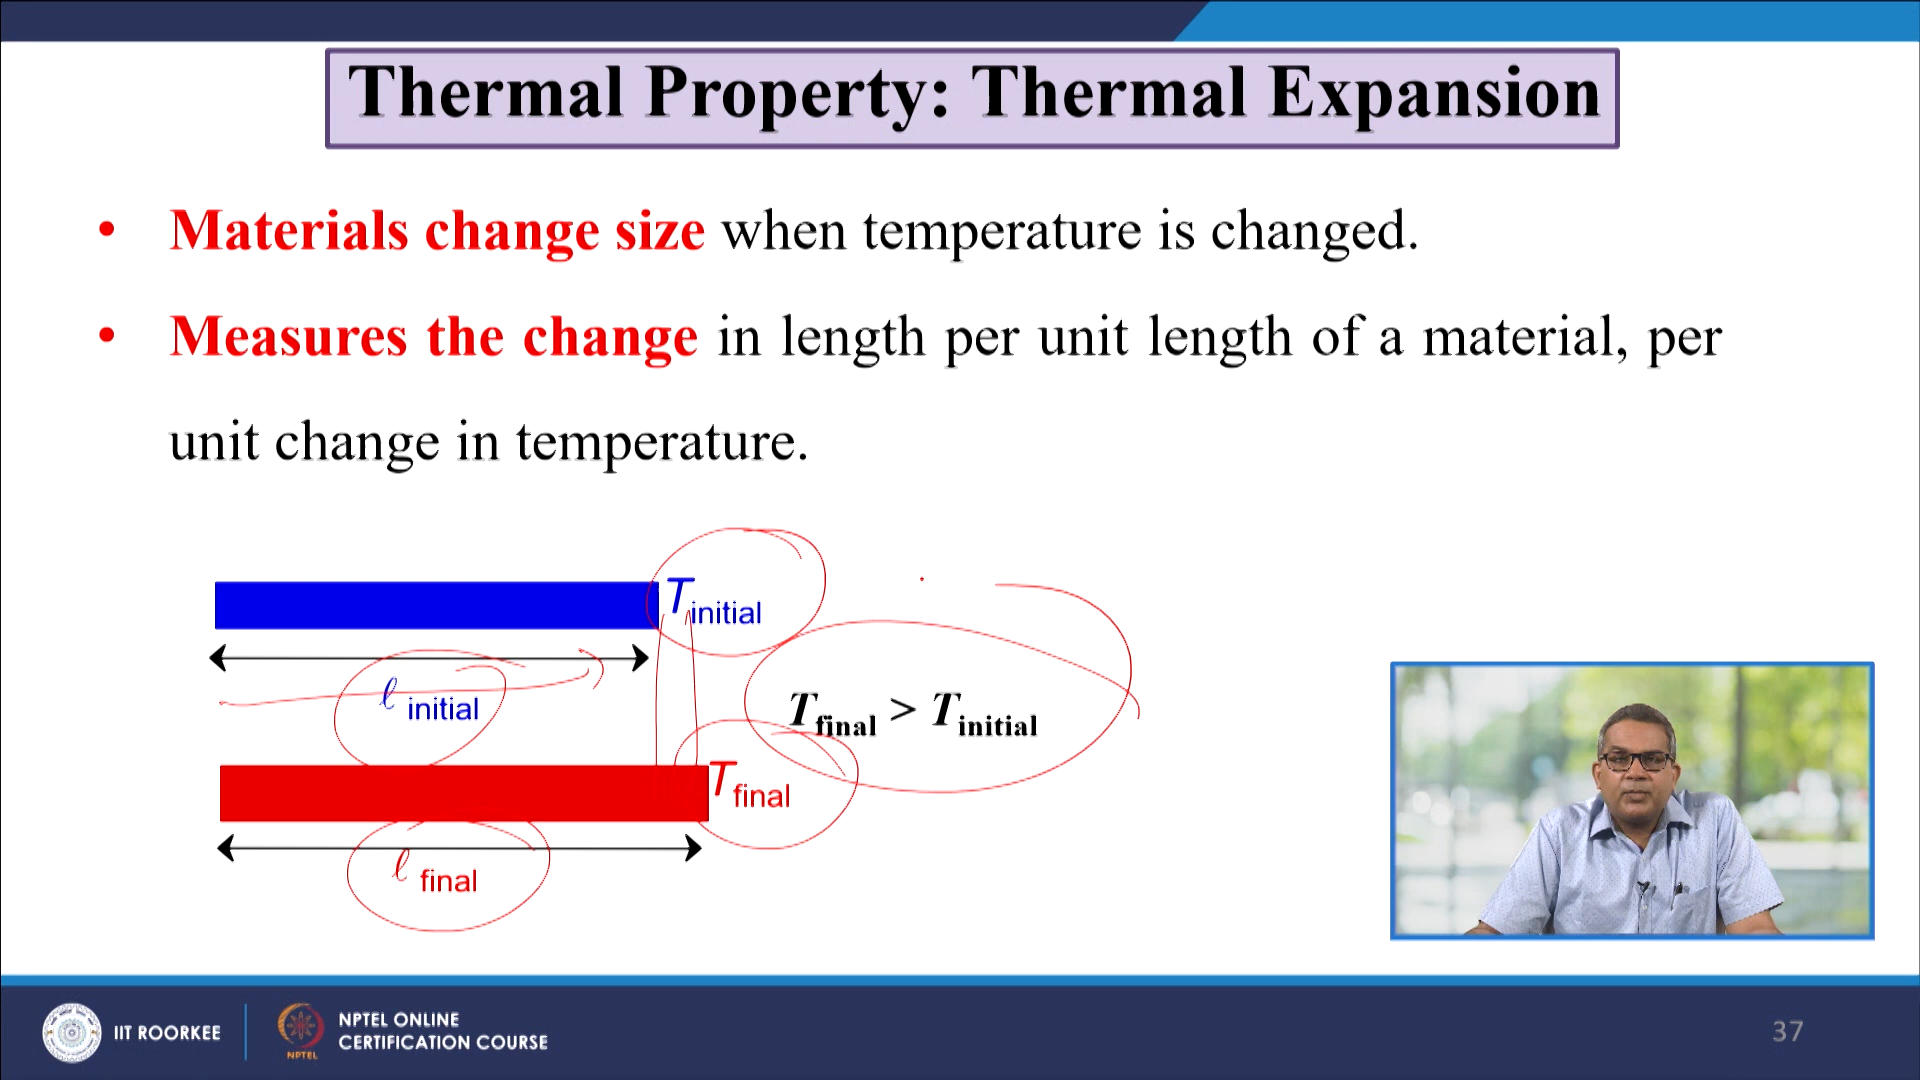 Thermal Property: Thermal Expansion
• Materials change size when temperature is changed.
• Measures the change in length per unit length of a material, per
unit change in temperature.
Tinitial
ℓ initial
Tfinal > Tinitial
Tfinal
ℓ final
IIT ROORKEE
NPTEL
NPTEL ONLINE
CERTIFICATION COURSE
37